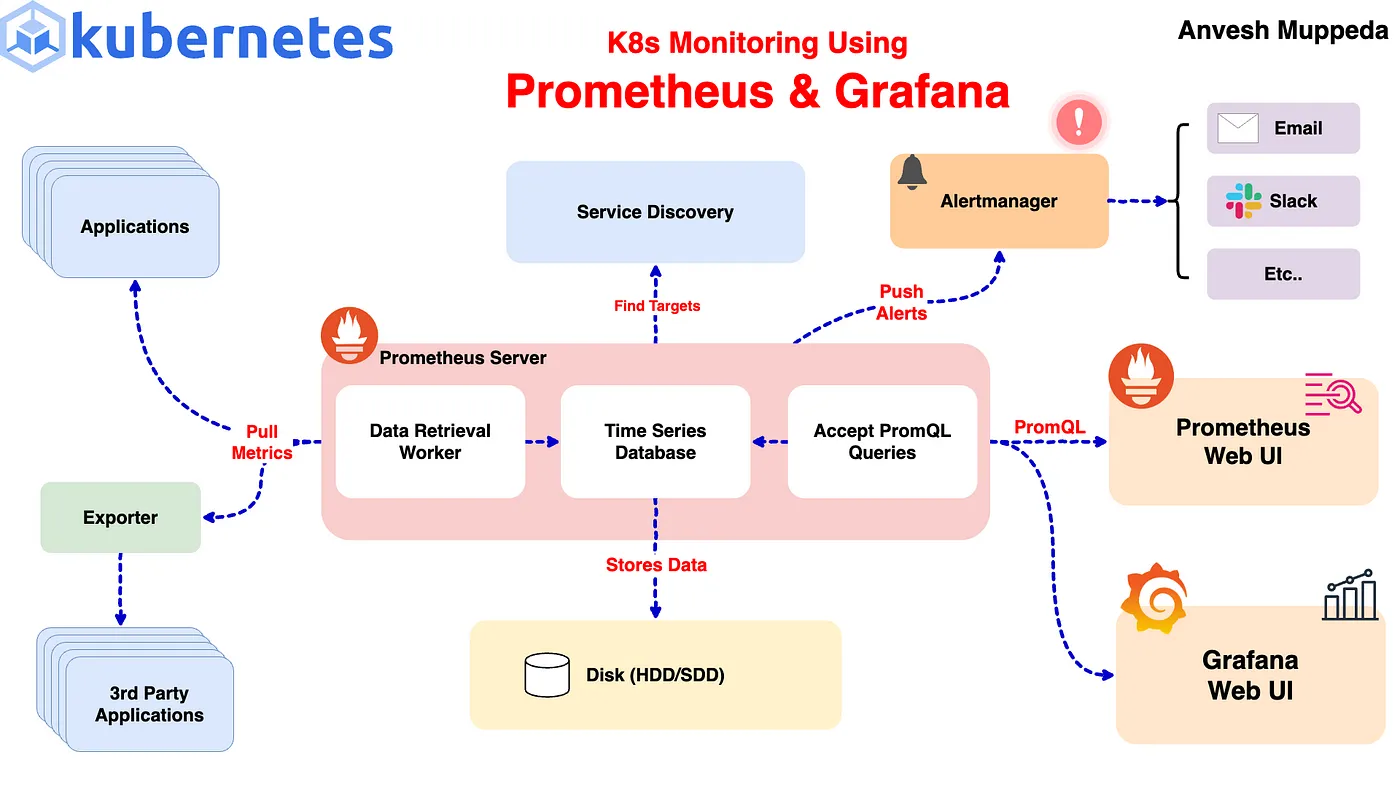 kubernetes
K8s Monitoring Using
Prometheus & Grafana
Anvesh Muppeda
Email
Slack
Etc..
Alertmanager
Service Discovery
Applications
Find Targets
Push
Alerts
Prometheus Server
Pull
Metrics
Data Retrieval
Worker
Time Series
Database
Accept PromQL
Queries
PromQL
Prometheus
Web UI
Exporter
Stores Data
Disk (HDD/SDD)
3rd Party
Applications
Grafana
Web UI